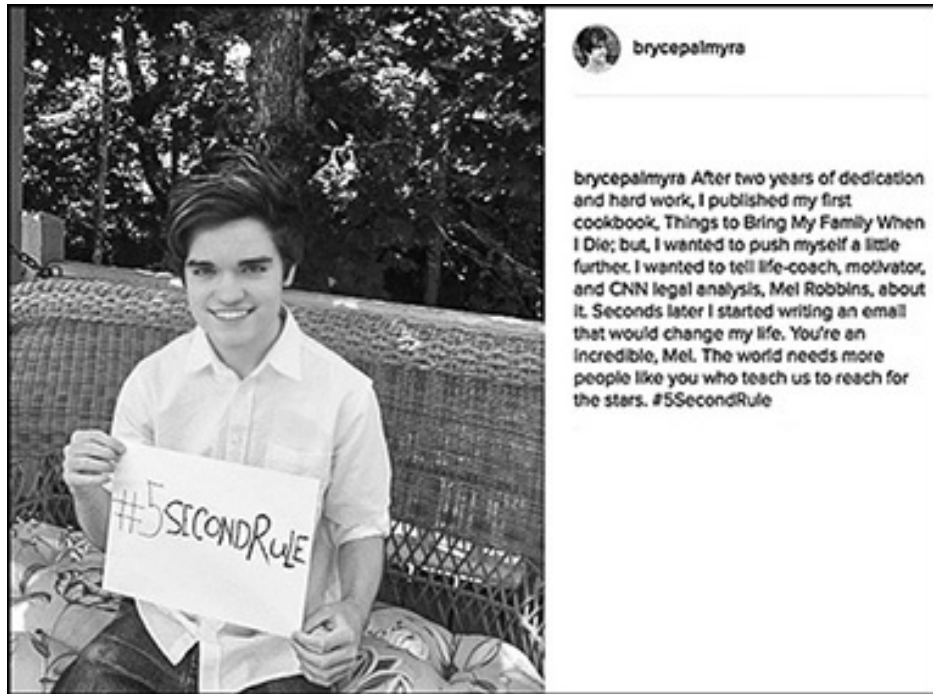 brycepalmyra
brycepalmyra After two years of dedication
and hard work, I published my first
cookbook, Things to Bring My Family When
I Die; but, I wanted to push myself a little
further. I wanted to tell life-coach, motivator,
and CNN legal analysis, Mel Robbins, about
it. Seconds later I started writing an email
that would change my life. You're an
incredible, Mel. The world needs more
people like you who teach us to reach for
the stars. #5SecondRule
#5SECONDRuLE